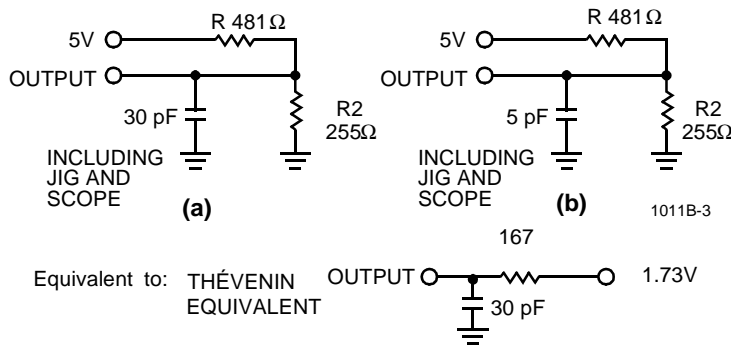 R 481Ω
5V
OUTPUT
30 pF
R2
255Ω
INCLUDING
JIG AND
SCOPE
(a)
R 481Ω
5V
OUTPUT
5 pF
R2
255Ω
INCLUDING
JIG AND
SCOPE
(b)
1011B-3
Equivalent to:
THÉVENIN
EQUIVALENT
OUTPUT
167
1.73V
30 pF